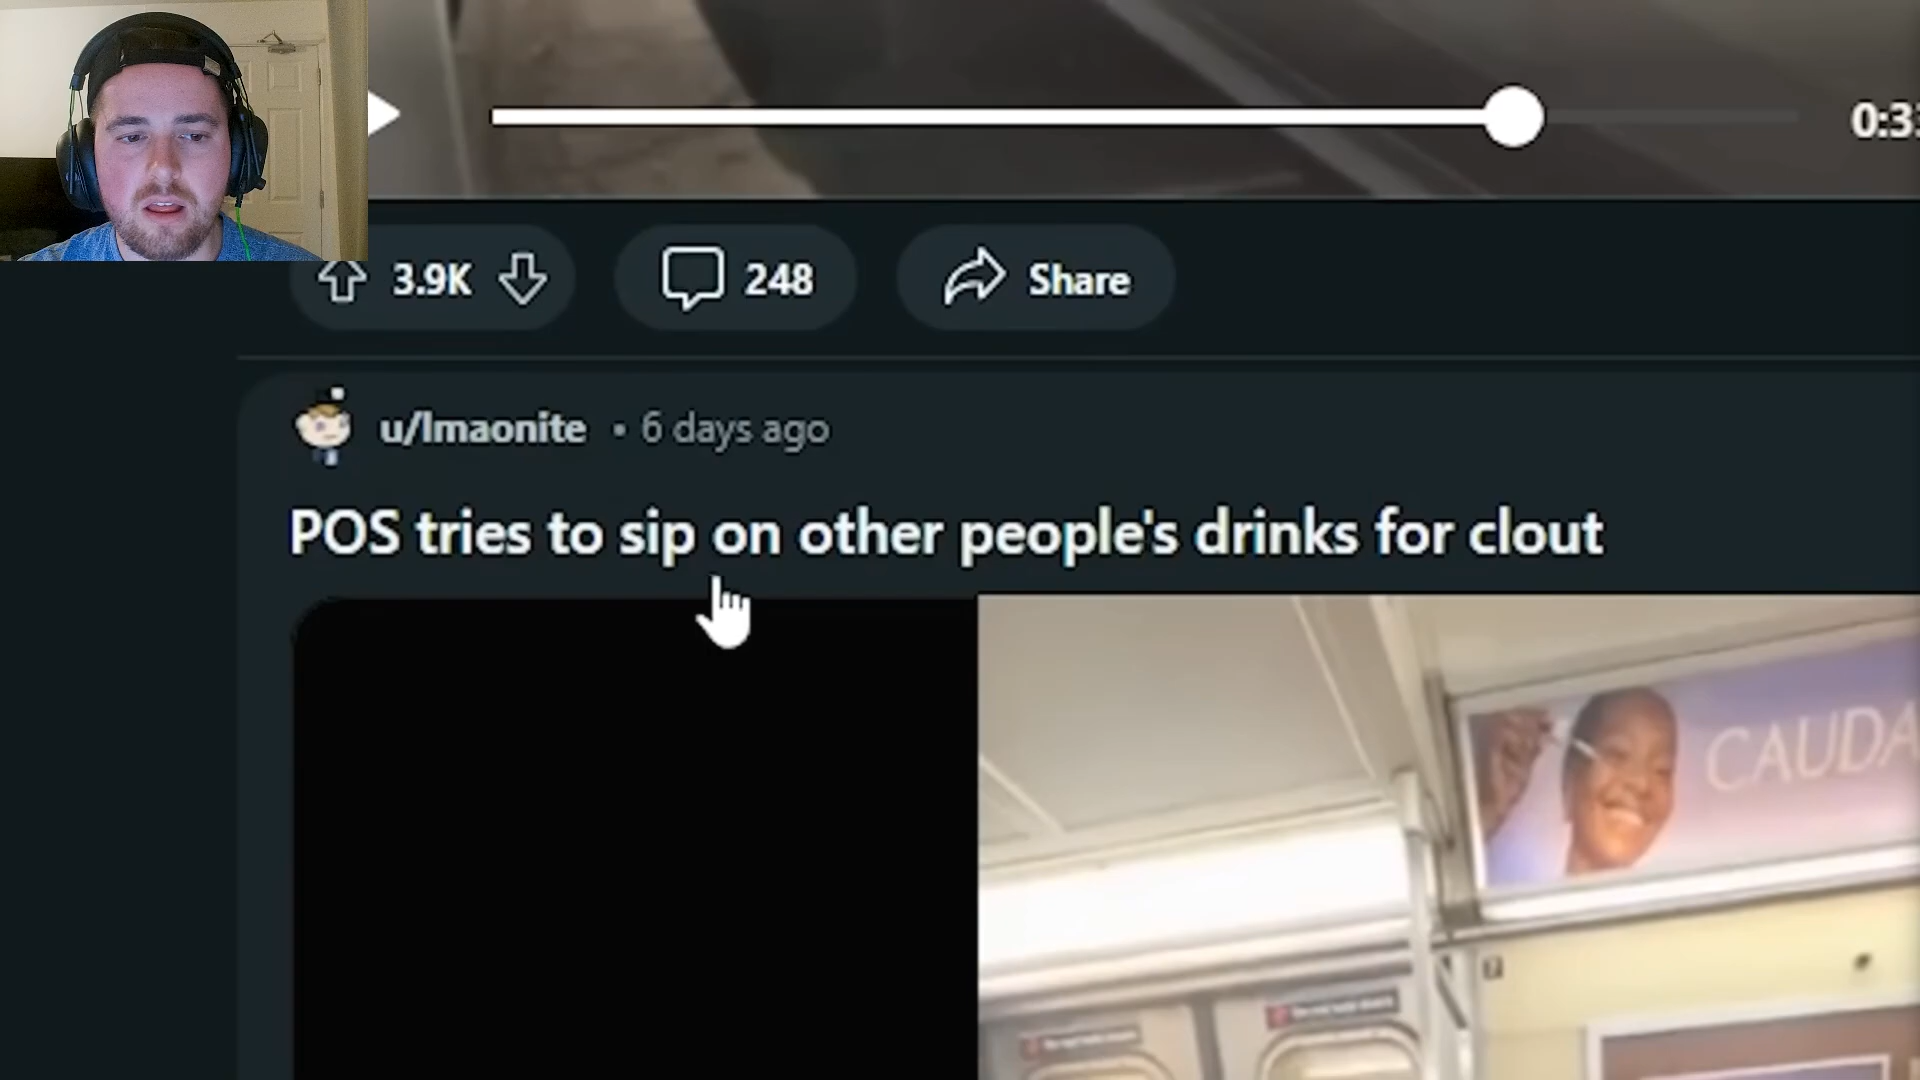 0:33
3.9K
248
Share
u/lmaonite • 6 days ago
POS tries to sip on other people's drinks for clout
CAUDA